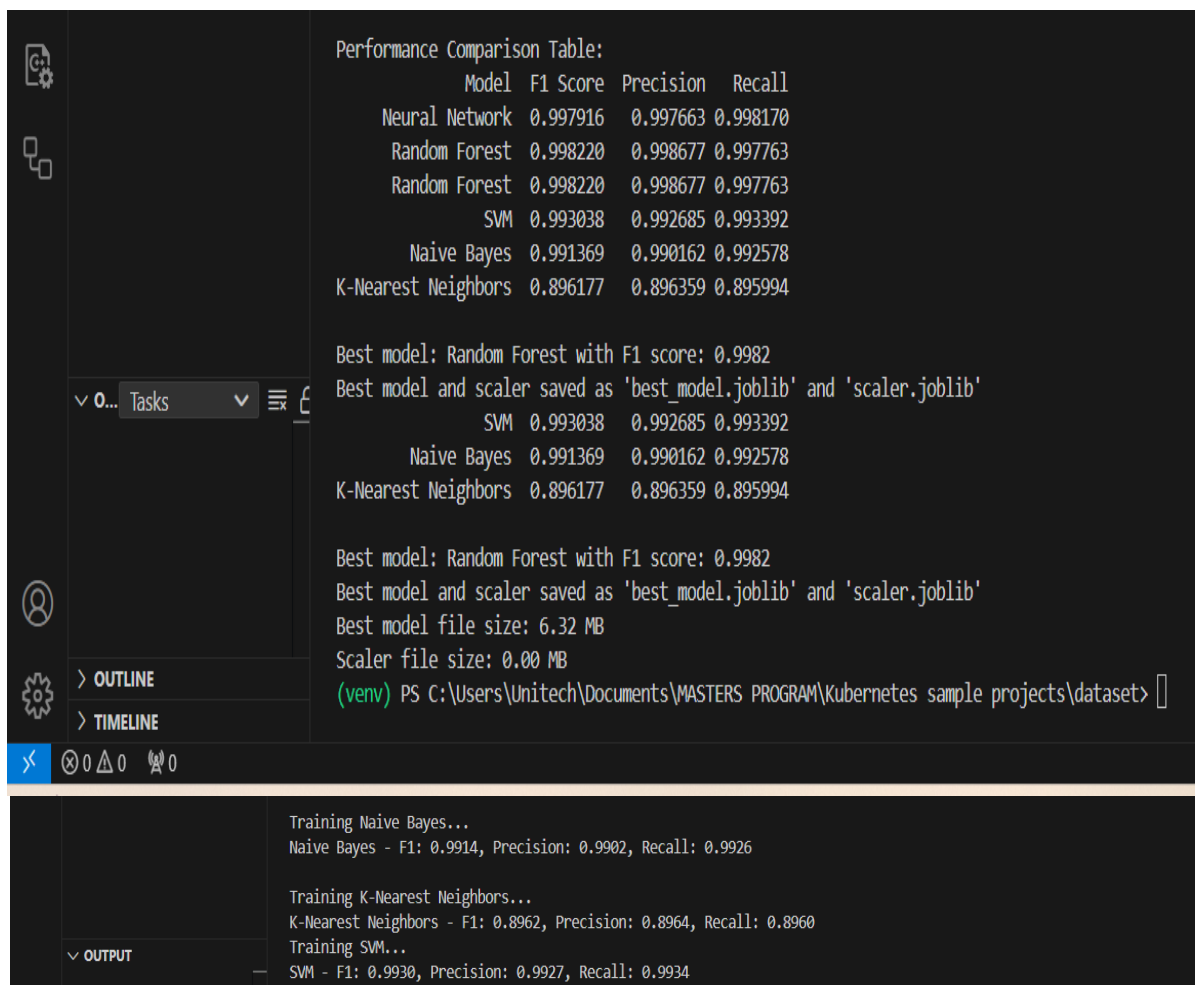 Performance Comparison Table:
Model F1 Score Precision Recall
Neural Network 0.997916 0.997663 0.998170
Random Forest 0.998220 0.998677 0.997763
Random Forest 0.998220 0.998677 0.997763
SVM 0.993038 0.992685 0.993392
Naive Bayes 0.991369 0.990162 0.992578
K-Nearest Neighbors 0.896177 0.896359 0.895994
Best model: Random Forest with F1 score: 0.9982
Best model and scaler saved as 'best_model.joblib' and 'scaler.joblib'
O... Tasks
SVM 0.993038 0.992685 0.993392
Naive Bayes 0.991369 0.990162 0.992578
K-Nearest Neighbors 0.896177 0.896359 0.895994
Best model: Random Forest with F1 score: 0.9982
Best model and scaler saved as 'best_model.joblib' and 'scaler.joblib'
Best model file size: 6.32 MB
Scaler file size: 0.00 MB
(venv) PS C:\Users\Unitech\Documents\MASTERS PROGRAM\Kubernetes sample projects\dataset>
> OUTLINE
> TIMELINE
0 0 0
Training Naive Bayes...
Naive Bayes - F1: 0.9914, Precision: 0.9902, Recall: 0.9926
Training K-Nearest Neighbors...
K-Nearest Neighbors - F1: 0.8962, Precision: 0.8964, Recall: 0.8960
OUTPUT
Training SVM...
SVM - F1: 0.9930, Precision: 0.9927, Recall: 0.9934